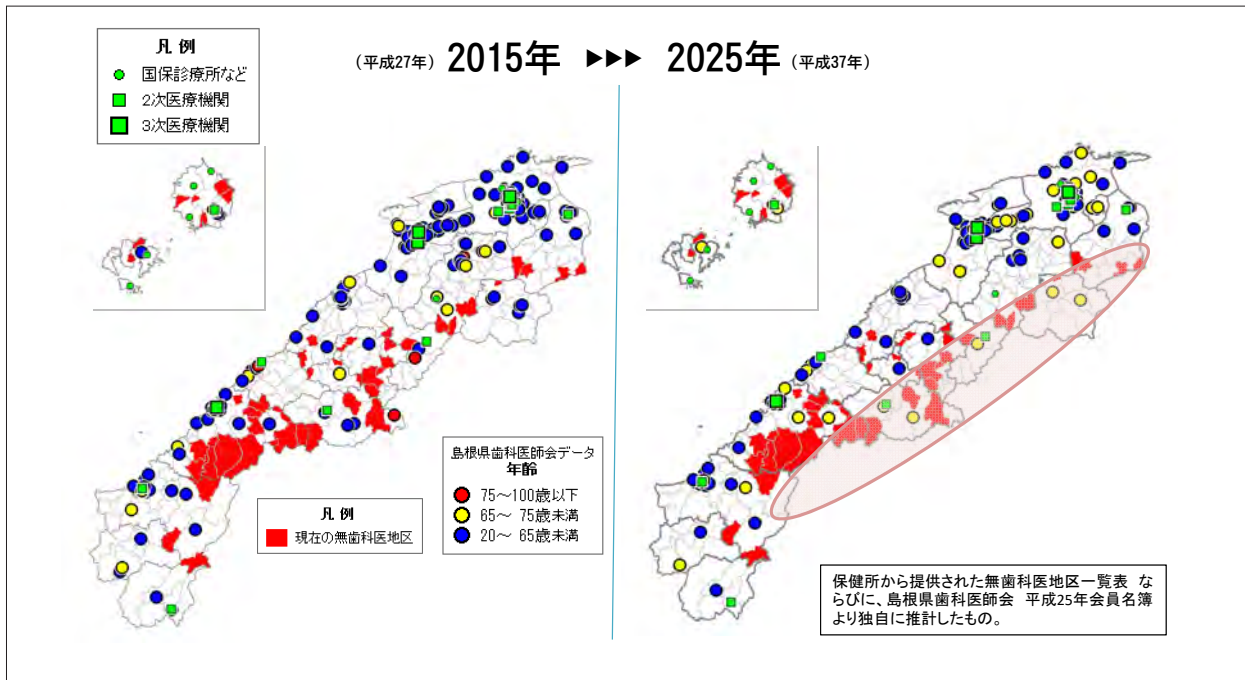 凡 例
国保診療所など
2次医療機関
3次医療機関
(平成27年) 2015年 ▶▶▶ 2025年 (平成37年)
島根県歯科医師会データ
年齢
75～100歳以下
65～ 75歳未満
20～ 65歳未満
凡 例
現在の無歯科医地区
保健所から提供された無歯科医地区一覧表 な
らびに、島根県歯科医師会 平成25年会員名簿
より独自に推計したもの。